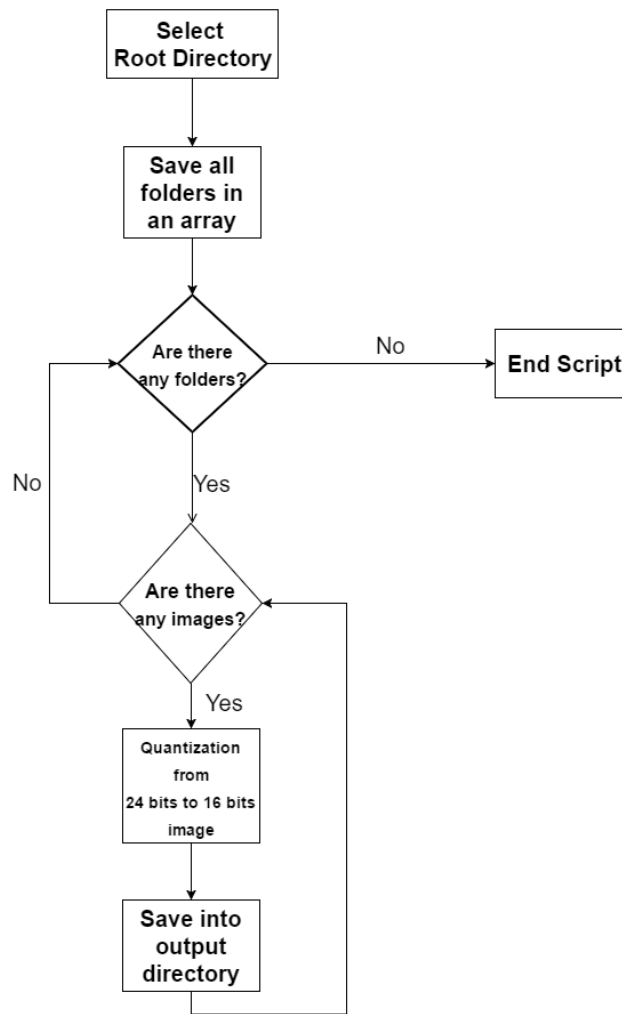 Select
Root Directory
Save all
folders in
an array
Are there
any folders?
No
End Script
No
Yes
Are there
any images?
Yes
Quantization
from
24 bits to 16 bits
image
Save into
output
directory